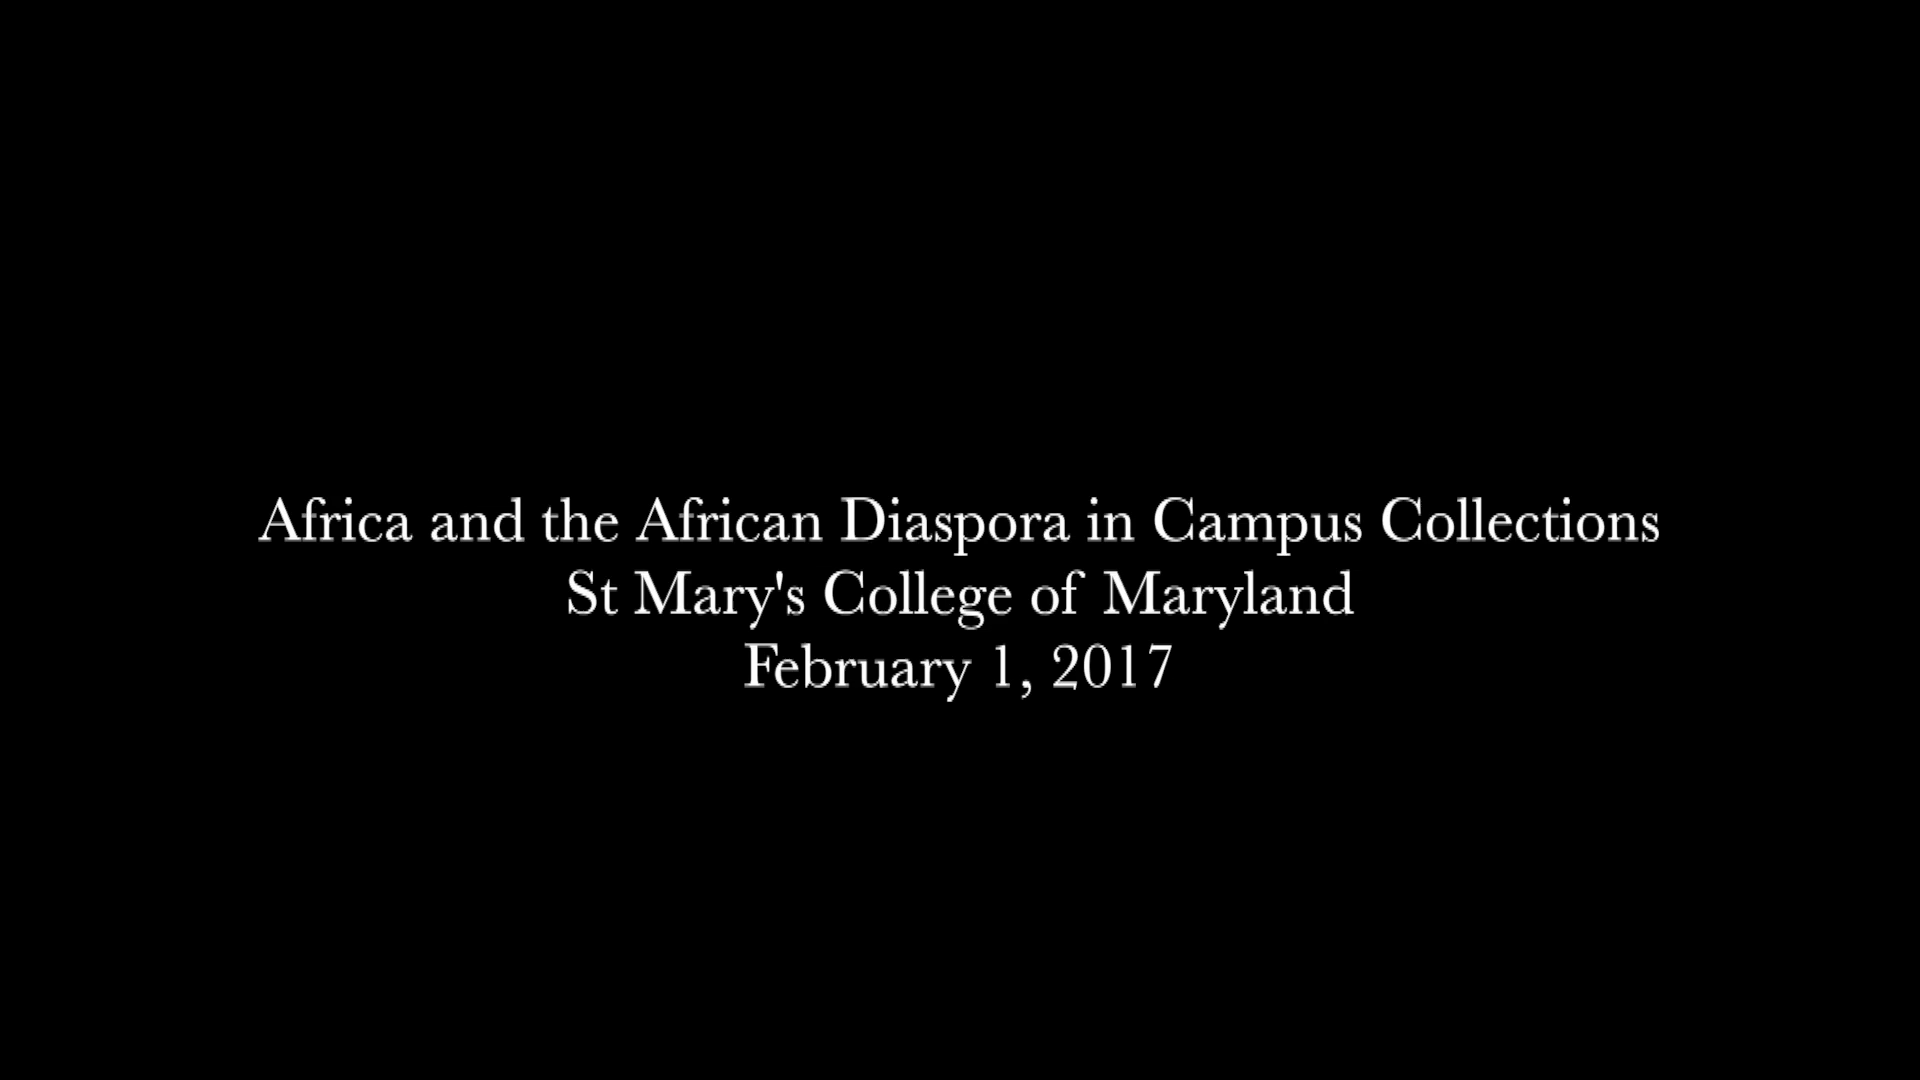 Africa and the African Diaspora in Campus Collections
St Mary's College of Maryland
February 1, 2017